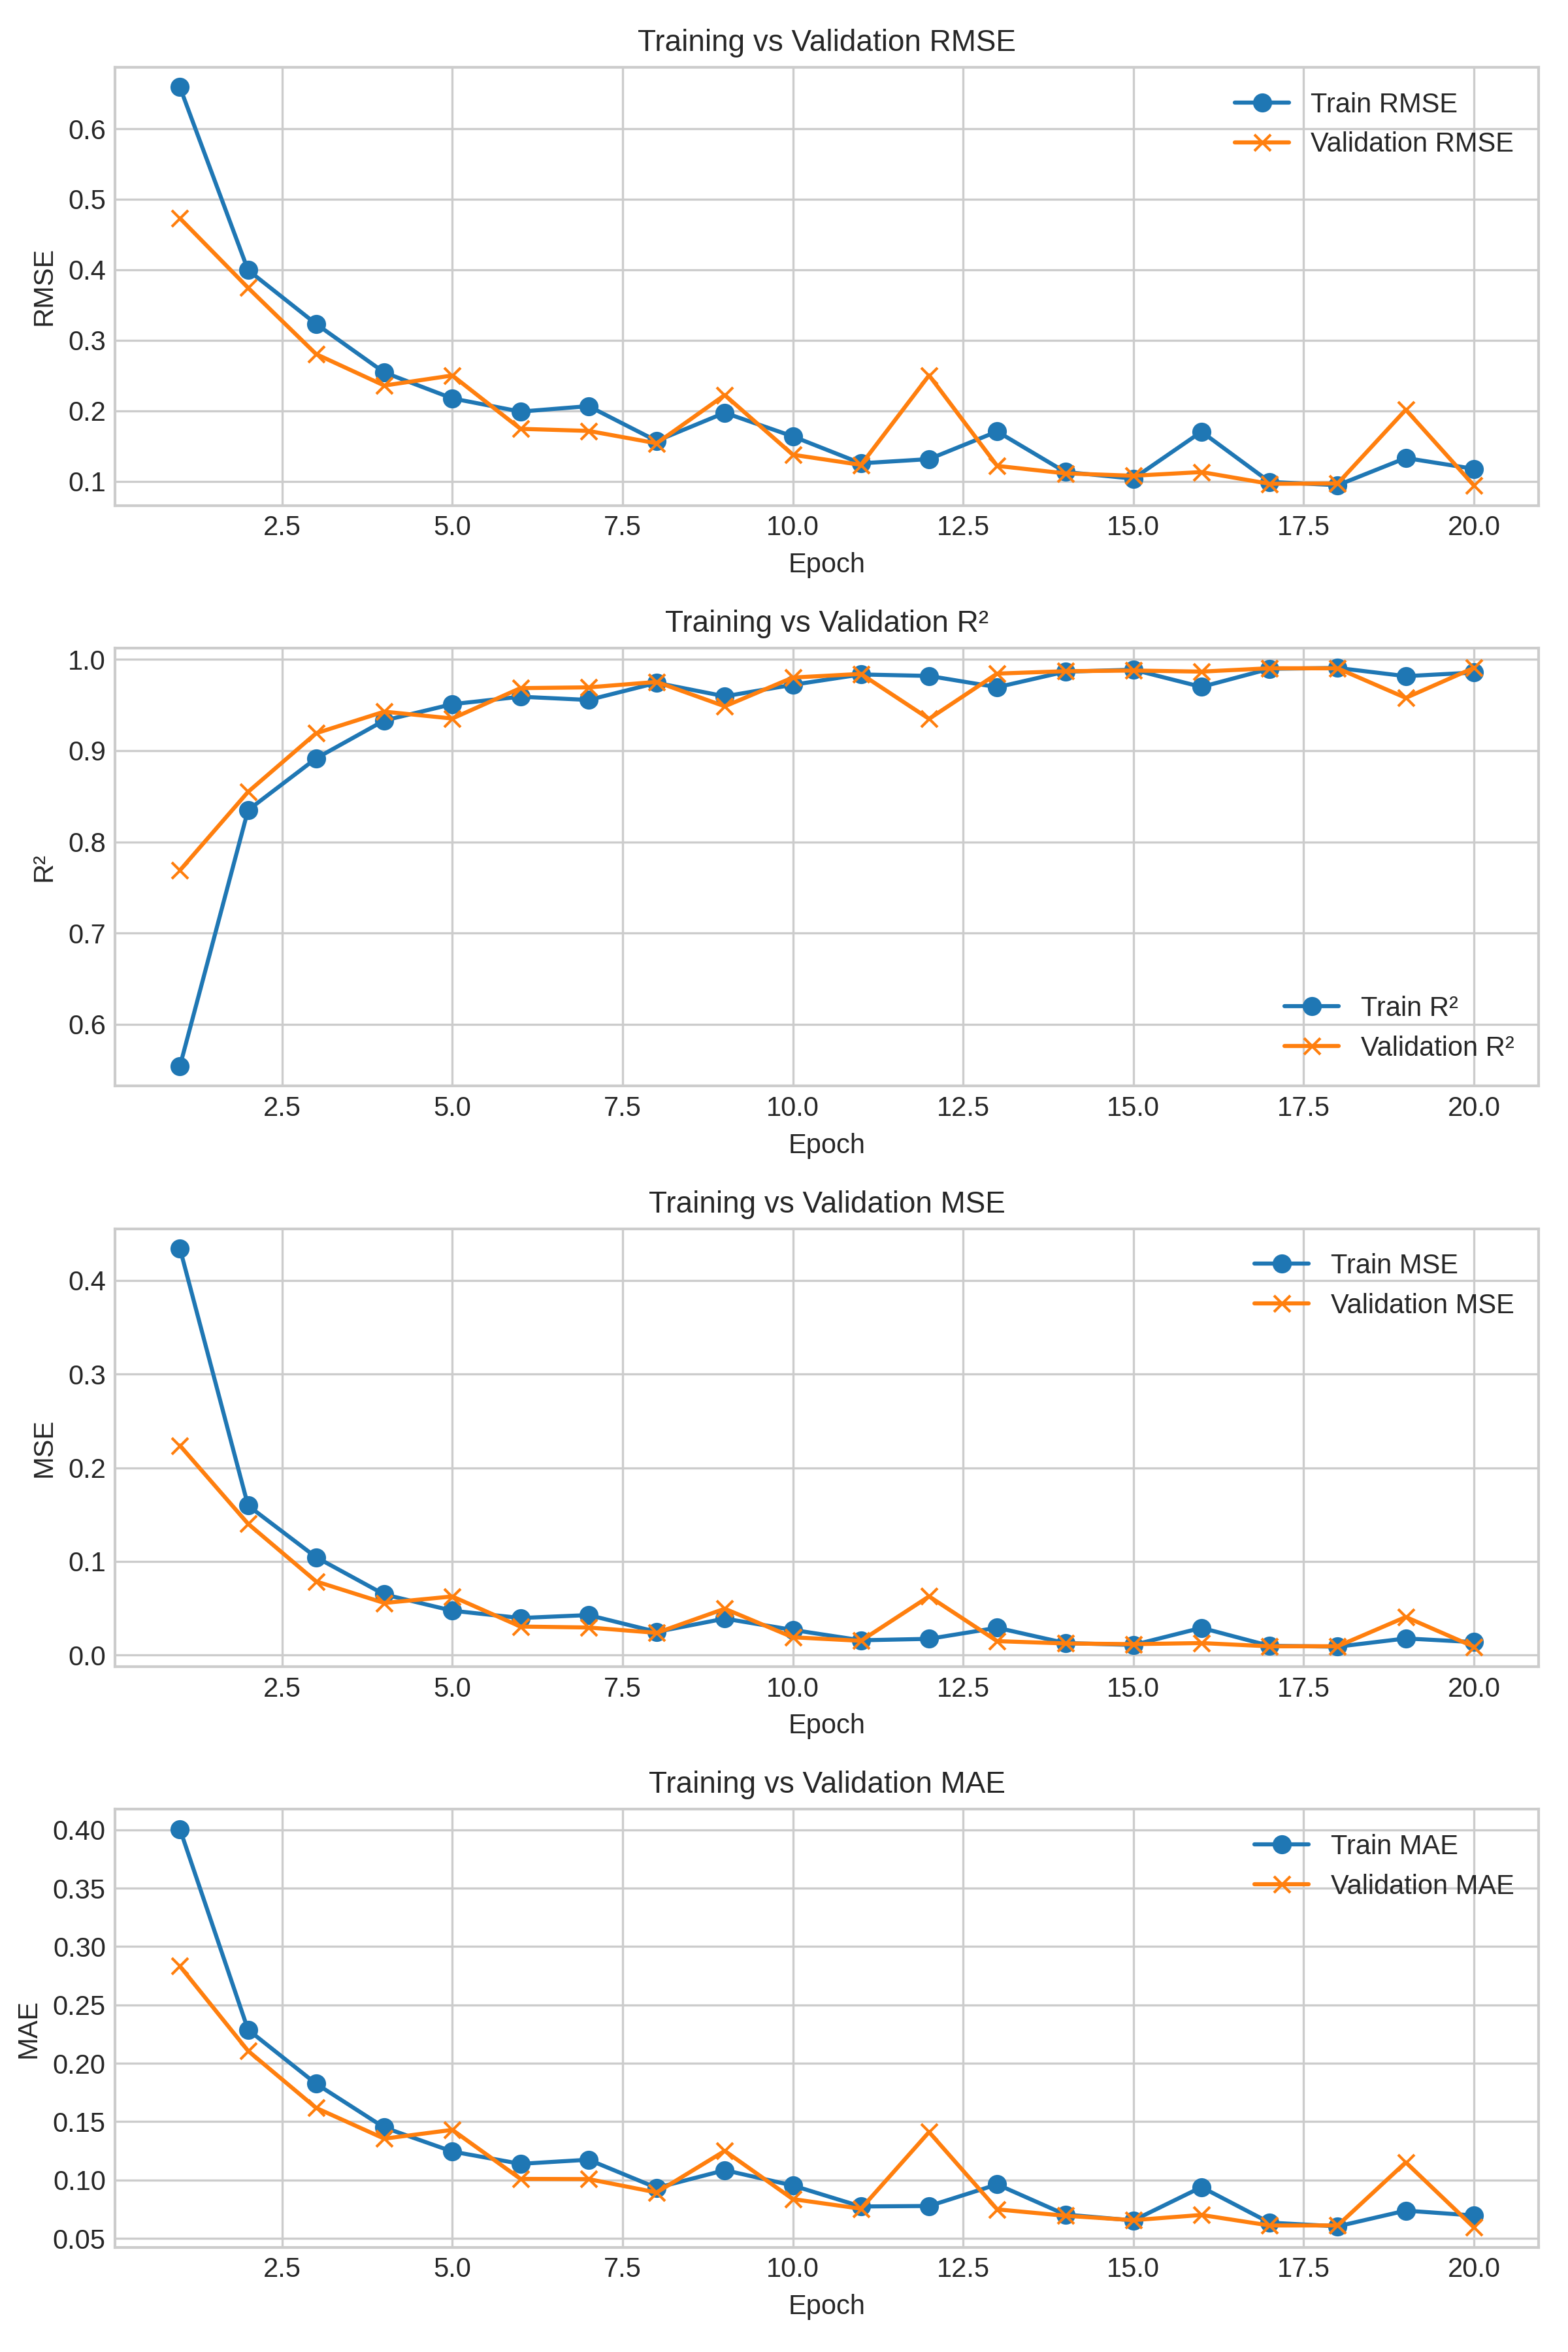 Training vs Validation RMSE
RMSE
0.6
0.5
0.4
0.3
0.2
0.1
Train RMSE
Validation RMSE
2.5 5.0 7.5 10.0 12.5 15.0 17.5 20.0
Epoch
Training vs Validation R²
R²
1.0
0.9
0.8
0.7
0.6
Train R²
Validation R²
2.5 5.0 7.5 10.0 12.5 15.0 17.5 20.0
Epoch
Training vs Validation MSE
MSE
0.4
0.3
0.2
0.1
0.0
Train MSE
Validation MSE
2.5 5.0 7.5 10.0 12.5 15.0 17.5 20.0
Epoch
Training vs Validation MAE
MAE
0.40
0.35
0.30
0.25
0.20
0.15
0.10
0.05
Train MAE
Validation MAE
2.5 5.0 7.5 10.0 12.5 15.0 17.5 20.0
Epoch